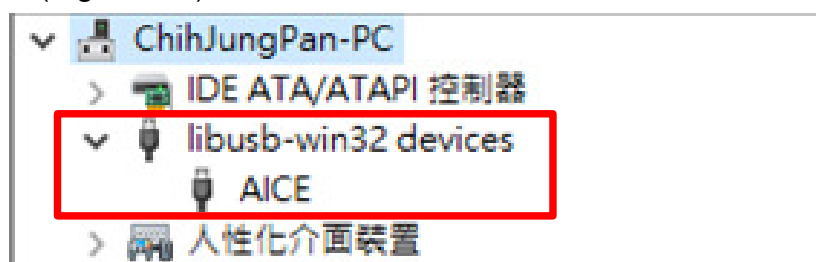 ChihJungPan-PC
IDE ATA/ATAPI 控制器
libusb-win32 devices
AICE
人性化介面裝置